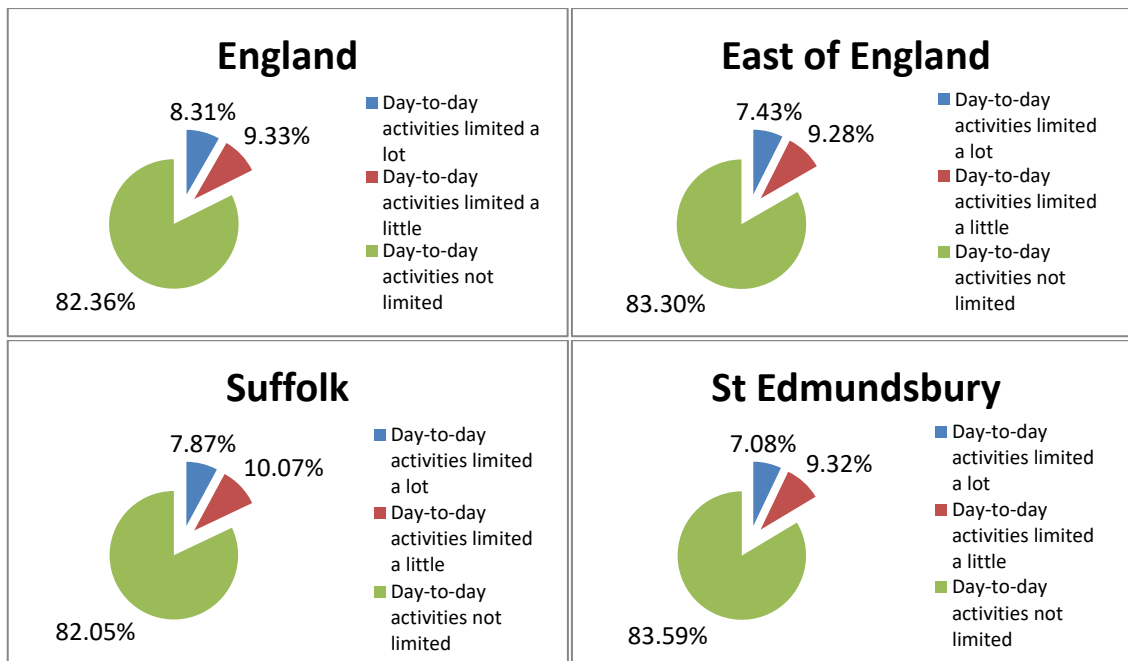 England
8.31%
9.33%
82.36%
Day-to-day
activities limited a
lot
Day-to-day
activities limited a
little
Day-to-day
activities not
limited
East of England
7.43%
9.28%
83.30%
Day-to-day
activities limited
a lot
Day-to-day
activities limited
a little
Day-to-day
activities not
limited
Suffolk
7.87%
10.07%
82.05%
Day-to-day
activities limited
a lot
Day-to-day
activities limited
a little
Day-to-day
activities not
limited
St Edmundsbury
7.08%
9.32%
83.59%
Day-to-day
activities limited
a lot
Day-to-day
activities limited
a little
Day-to-day
activities not
limited